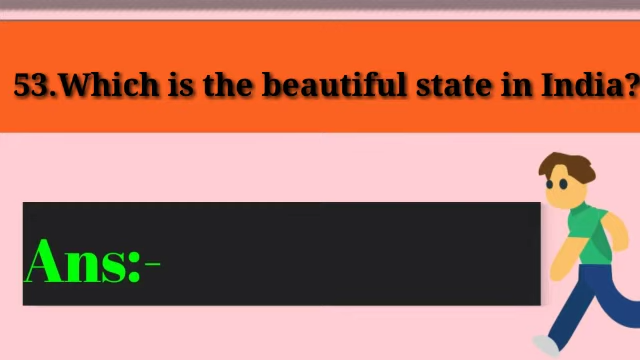 53.Which is the beautiful state in India?
Ans:-